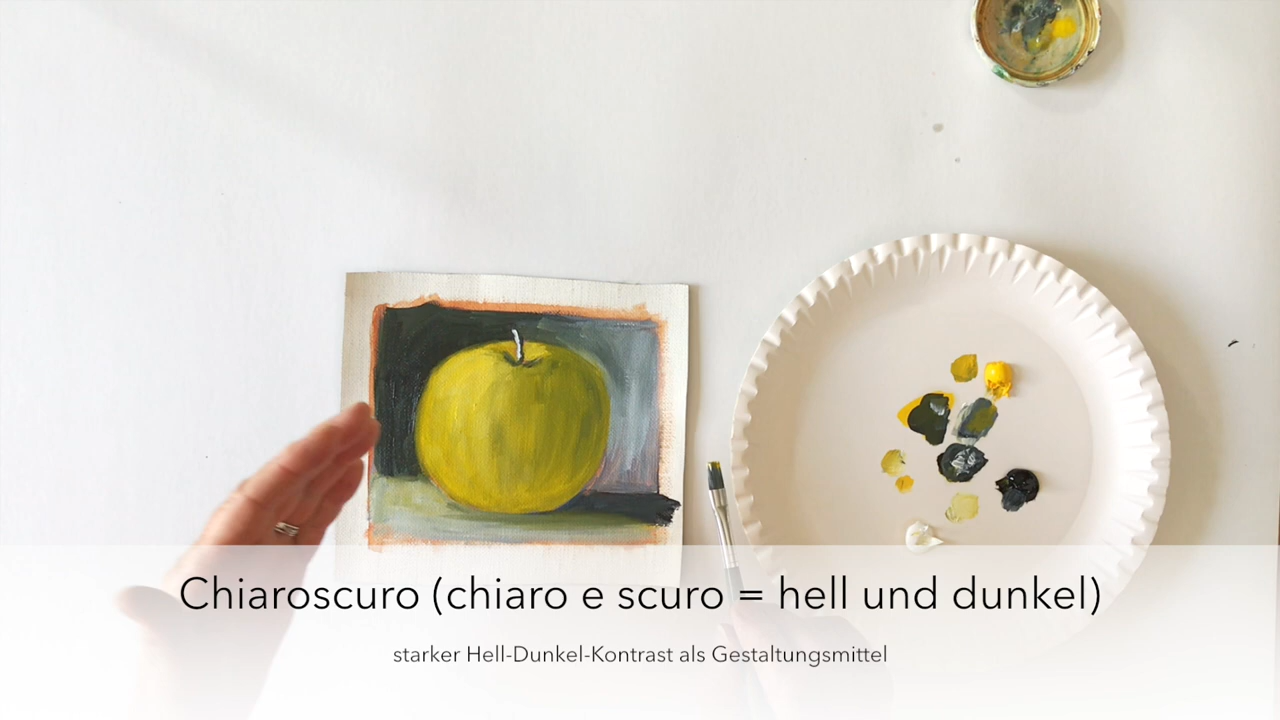 Chiaroscuro (chiaro e scuro = hell und dunkel)
starker Hell-Dunkel-Kontrast als Gestaltungsmittel